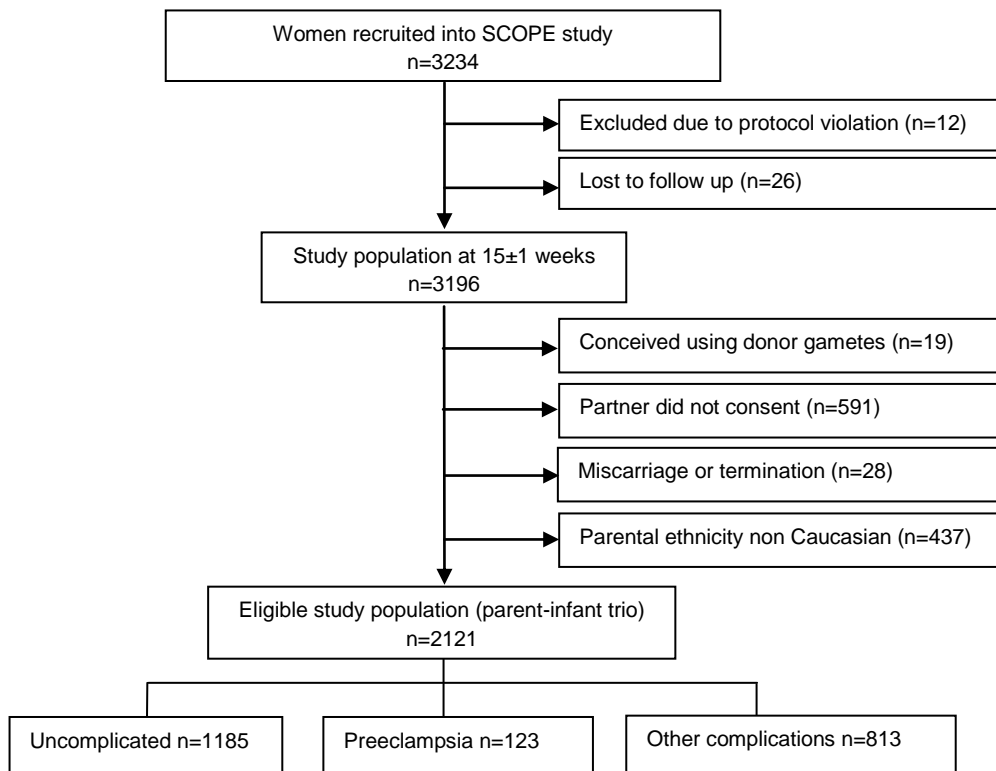 Women recruited into SCOPE study
n=3234
Excluded due to protocol violation (n=12)
Lost to follow up (n=26)
Study population at 15±1 weeks
n=3196
Conceived using donor gametes (n=19)
Partner did not consent (n=591)
Miscarriage or termination (n=28)
Parental ethnicity non Caucasian (n=437)
Eligible study population (parent-infant trio)
n=2121
Uncomplicated n=1185
Preeclampsia n=123
Other complications n=813